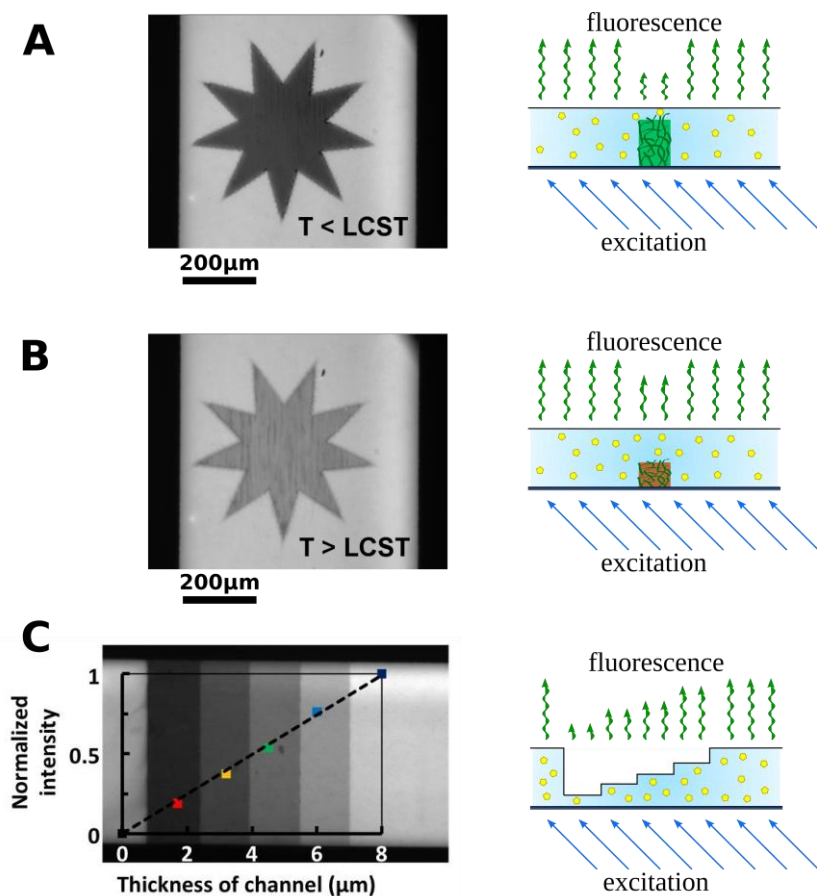 A
fluorescence
T < LCST
200µm
excitation
B
fluorescence
T > LCST
200µm
excitation
C
fluorescence
Normalized
intensity
1
0.5
0
0 2 4 6 8
Thickness of channel (µm)
excitation